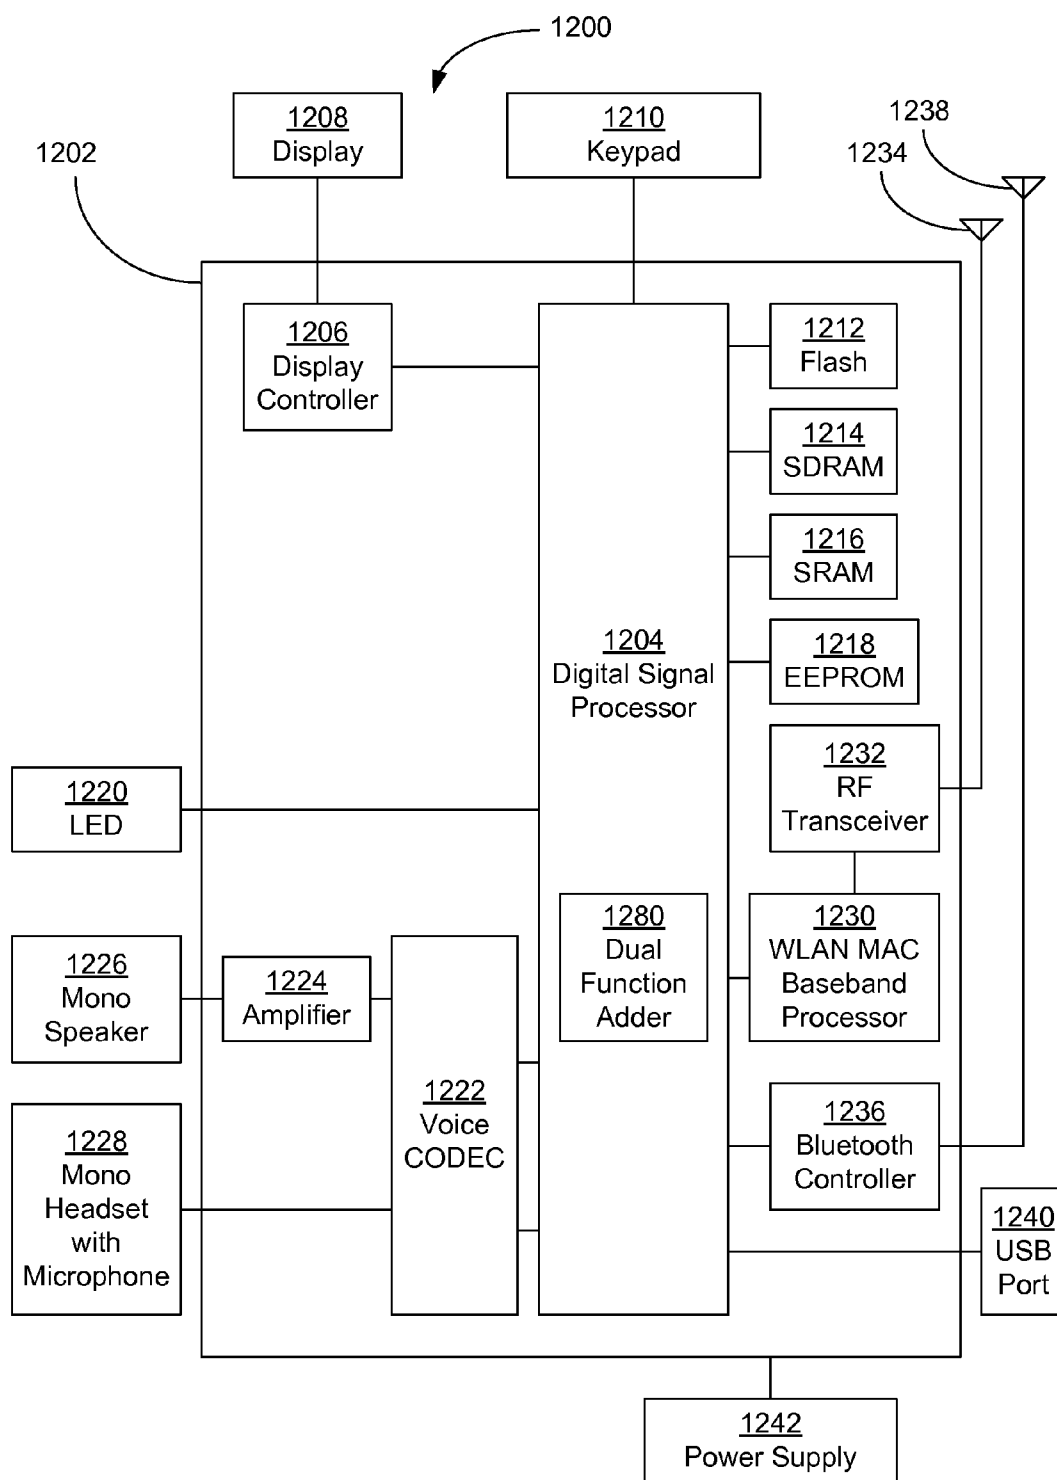 1200
1208
Display
1210
Keypad
1238
1234
1202
1206
Display
Controller
1212
Flash
1214
SDRAM
1216
SRAM
1204
Digital Signal
Processor
1218
EEPROM
1232
RF
Transceiver
1220
LED
1280
Dual
Function
Adder
1230
WLAN MAC
Baseband
Processor
1226
Mono
Speaker
1224
Amplifier
1222
Voice
CODEC
1236
Bluetooth
Controller
1228
Mono
Headset
with
Microphone
1240
USB
Port
1242
Power Supply